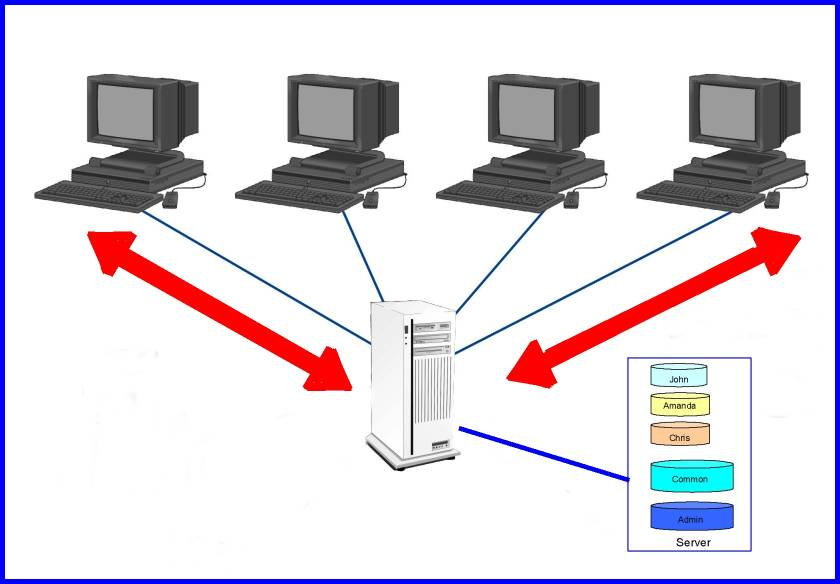 John
Amanda
Chris
Common
Admin
Server